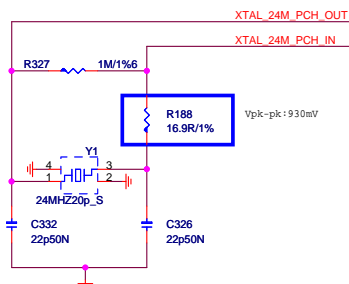 XTAL_24M_PCH_OUT
XTAL_24M_PCH_IN
R327 1M/1%6
R188
16.9R/1%
Vpk-pk:930mV
Y1
4 3
1 2
24MHZ20p_S
C332
22p50N
C326
22p50N